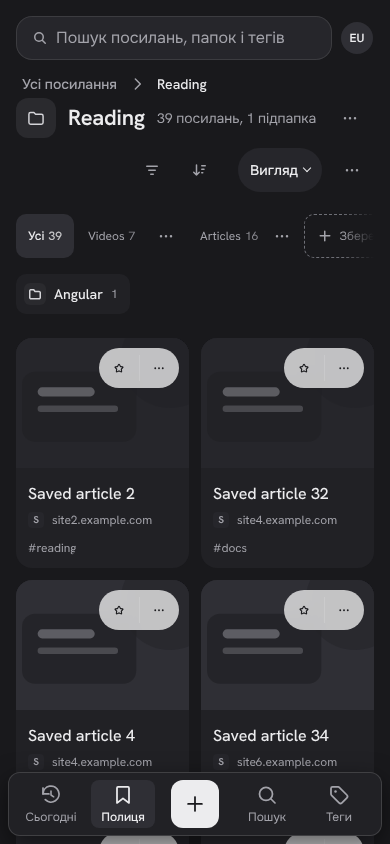 Пошук посилань, папок і тегів
EU
Усі посилання > Reading
Reading 39 посилань, 1 підпапка
Вигляд
Усі 39 Videos 7 Articles 16
Angular 1
Saved article 2
S site2.example.com
#reading
Saved article 32
S site4.example.com
#docs
Saved article 4
S site4.example.com
Saved article 34
S site6.example.com
Сьогодні Полиця Пошук Теги